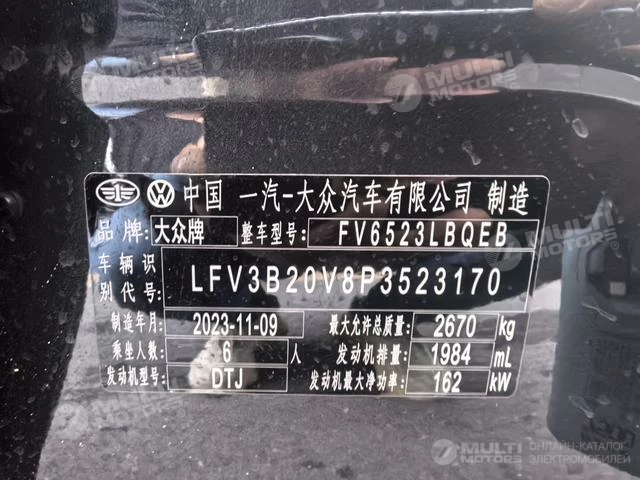 中国 一汽-大众汽车有限公司 制造
品牌: 大众牌 整车型号: FV6523LBQEB
车辆识别代号: LFV3B20V8P3523170
制造年月: 2023-11-09 最大允许总质量: 2670 kg
乘坐人数: 6 人 发动机排量: 1984 mL
发动机型号: DTJ 发动机最大净功率: 162 kW
MULTI MOTORS
MULTI MOTORS
MULTI MOTORS
MULTI MOTORS ОНЛАЙН-КАТАЛОГ ЭЛЕКТРОМОБИЛЕЙ